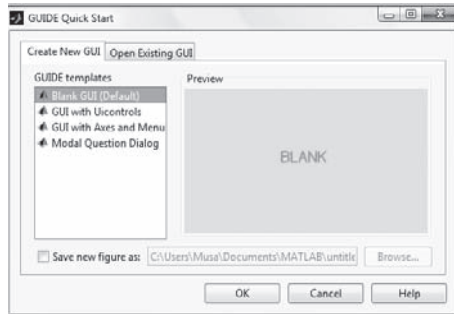 GUIDE Quick Start
Create New GUI Open Existing GUI
GUIDE templates
Blank GUI (Default)
GUI with Uicontrols
GUI with Axes and Menu
Modal Question Dialog
Preview
BLANK
Save new figure as: C:\Users\Musa\Documents\MATLAB\untitle Browse...
OK Cancel Help